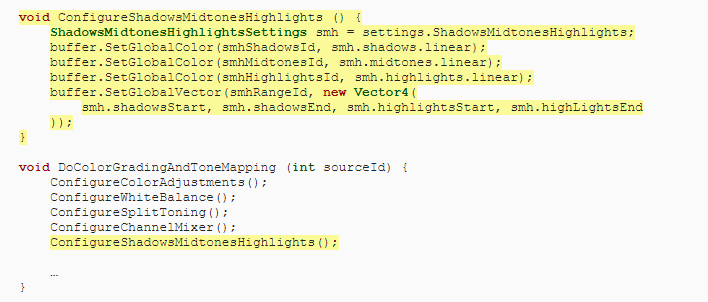 void ConfigureShadowsMidtonesHighlights () {
ShadowsMidtonesHighlightsSettings smh = settings.ShadowsMidtonesHighlights;
buffer.SetGlobalColor(smhShadowsId, smh.shadows.linear);
buffer.SetGlobalColor(smhMidtonesId, smh.midtones.linear);
buffer.SetGlobalColor(smhHighlightsId, smh.highlights.linear);
buffer.SetGlobalVector(smhRangeId, new Vector4(
smh.shadowsStart, smh.shadowsEnd, smh.highlightsStart, smh.highLightsEnd
));
}
void DoColorGradingAndToneMapping (int sourceId) {
ConfigureColorAdjustments();
ConfigureWhiteBalance();
ConfigureSplitToning();
ConfigureChannelMixer();
ConfigureShadowsMidtonesHighlights();
…
}